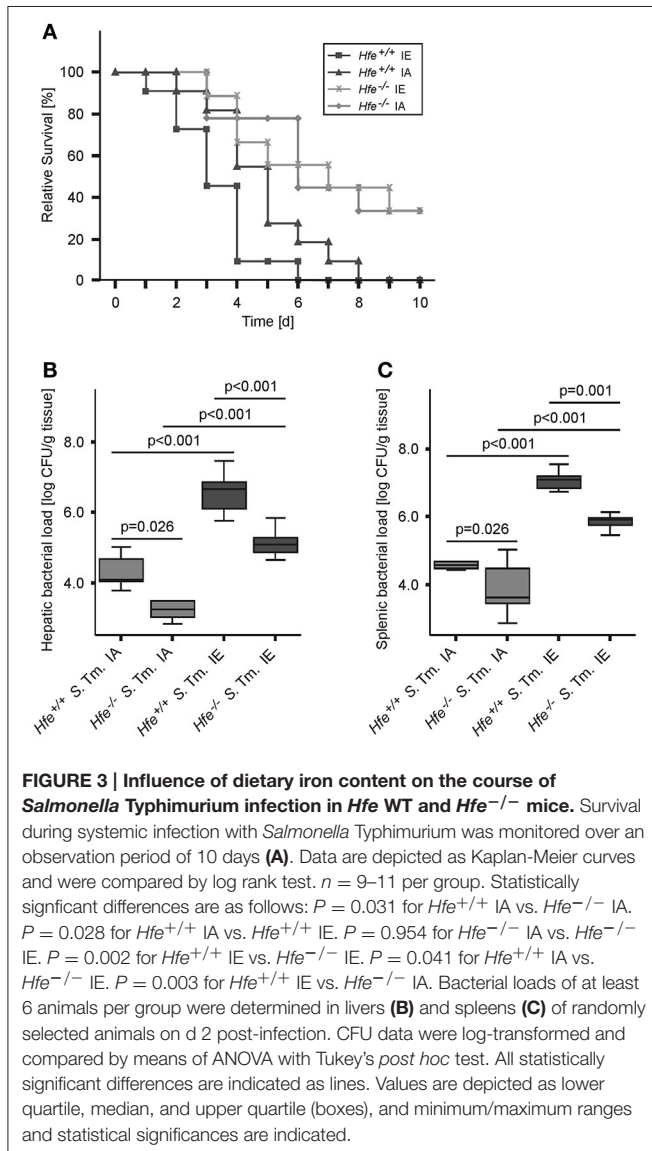 A
Hfe+/+ IE
Hfe+/+ IA
Hfe-/- IE
Hfe-/- IA
Relative Survival [%]
100
80
60
40
20
0
0 2 4 6 8 10
Time [d]
B
Hepatic bacterial load [log CFU/g tissue]
8.0
6.0
4.0
p<0.001
p<0.001
p<0.001
p=0.026
Hfe+/+ S. Tm. IA
Hfe-/- S. Tm. IA
Hfe+/+ S. Tm. IE
Hfe-/- S. Tm. IE
C
Splenic bacterial load [log CFU/g tissue]
8.0
6.0
4.0
p=0.001
p<0.001
p<0.001
p=0.026
Hfe+/+ S. Tm. IA
Hfe-/- S. Tm. IA
Hfe+/+ S. Tm. IE
Hfe-/- S. Tm. IE
FIGURE 3 | Influence of dietary iron content on the course of
Salmonella Typhimurium infection in Hfe WT and Hfe−/− mice. Survival
during systemic infection with Salmonella Typhimurium was monitored over an
observation period of 10 days (A). Data are depicted as Kaplan-Meier curves
and were compared by log rank test. n = 9–11 per group. Statistically
signficant differences are as follows: P = 0.031 for Hfe+/+ IA vs. Hfe−/− IA.
P = 0.028 for Hfe+/+ IA vs. Hfe+/+ IE. P = 0.954 for Hfe−/− IA vs. Hfe−/−
IE. P = 0.002 for Hfe+/+ IE vs. Hfe−/− IE. P = 0.041 for Hfe+/+ IA vs.
Hfe−/− IE. P = 0.003 for Hfe+/+ IE vs. Hfe−/− IA. Bacterial loads of at least
6 animals per group were determined in livers (B) and spleens (C) of randomly
selected animals on d 2 post-infection. CFU data were log-transformed and
compared by means of ANOVA with Tukey's post hoc test. All statistically
significant differences are indicated as lines. Values are depicted as lower
quartile, median, and upper quartile (boxes), and minimum/maximum ranges
and statistical significances are indicated.